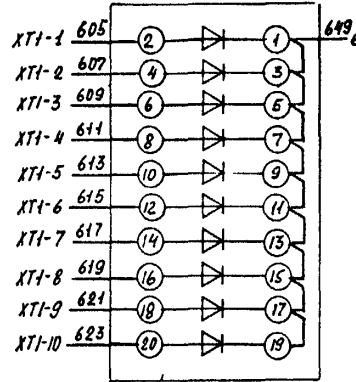 XT1-1 605 2 1 649
XT1-2 607 4 3
XT1-3 609 6 5
XT1-4 611 8 7
XT1-5 613 10 9
XT1-6 615 12 11
XT1-7 617 14 13
XT1-8 619 16 15
XT1-9 621 18 17
XT1-10 623 20 19